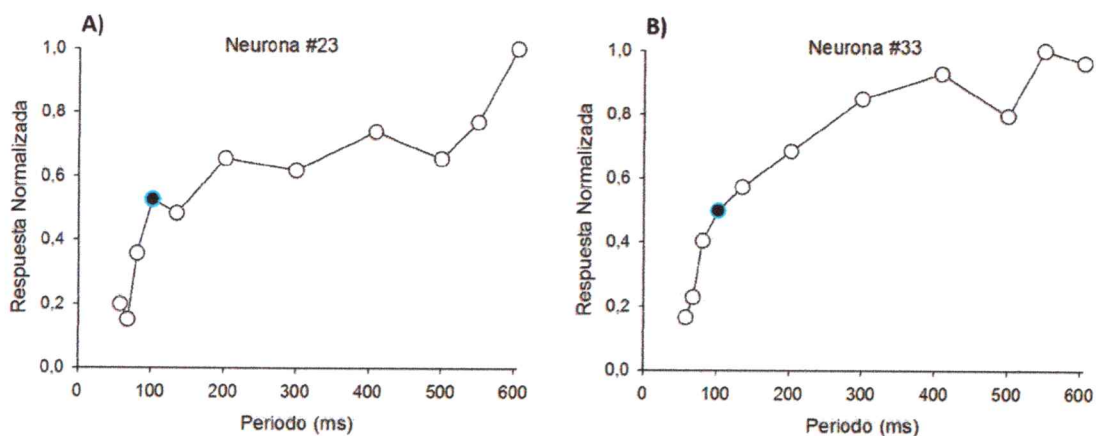 A)
Neurona #23
Respuesta Normalizada
1,0
0,8
0,6
0,4
0,2
0,0
0 100 200 300 400 500 600
Periodo (ms)
B)
Neurona #33
Respuesta Normalizada
1,0
0,8
0,6
0,4
0,2
0,0
0 100 200 300 400 500 600
Periodo (ms)